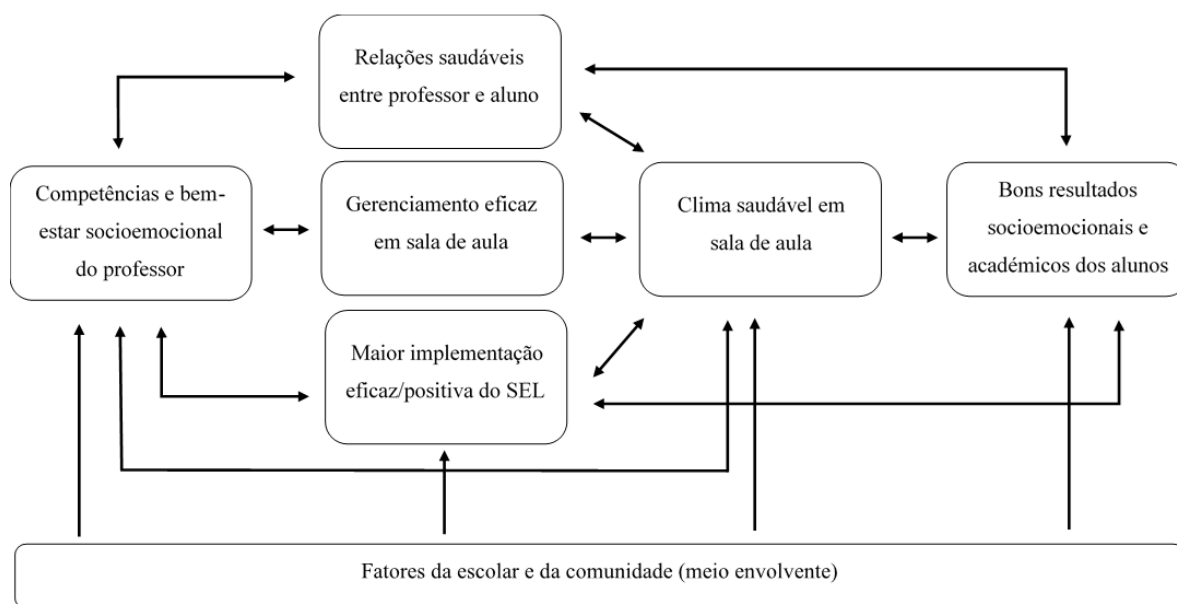 Relações saudáveis
entre professor e aluno
Competências e bem-
estar socioemocional
do professor
Gerenciamento eficaz
em sala de aula
Clima saudável em
sala de aula
Bons resultados
socioemocionais e
académicos dos alunos
Maior implementação
eficaz/positiva do SEL
Fatores da escolar e da comunidade (meio envolvente)